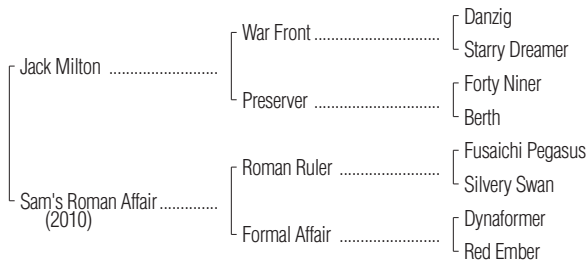 Danzig
War Front ..............................
Starry Dreamer
Jack Milton ..........................
Forty Niner
Preserver ...............................
Berth
Fusaichi Pegasus
Roman Ruler ........................
Silvery Swan
Sam's Roman Affair ..............
(2010)
Dynaformer
Formal Affair ........................
Red Ember